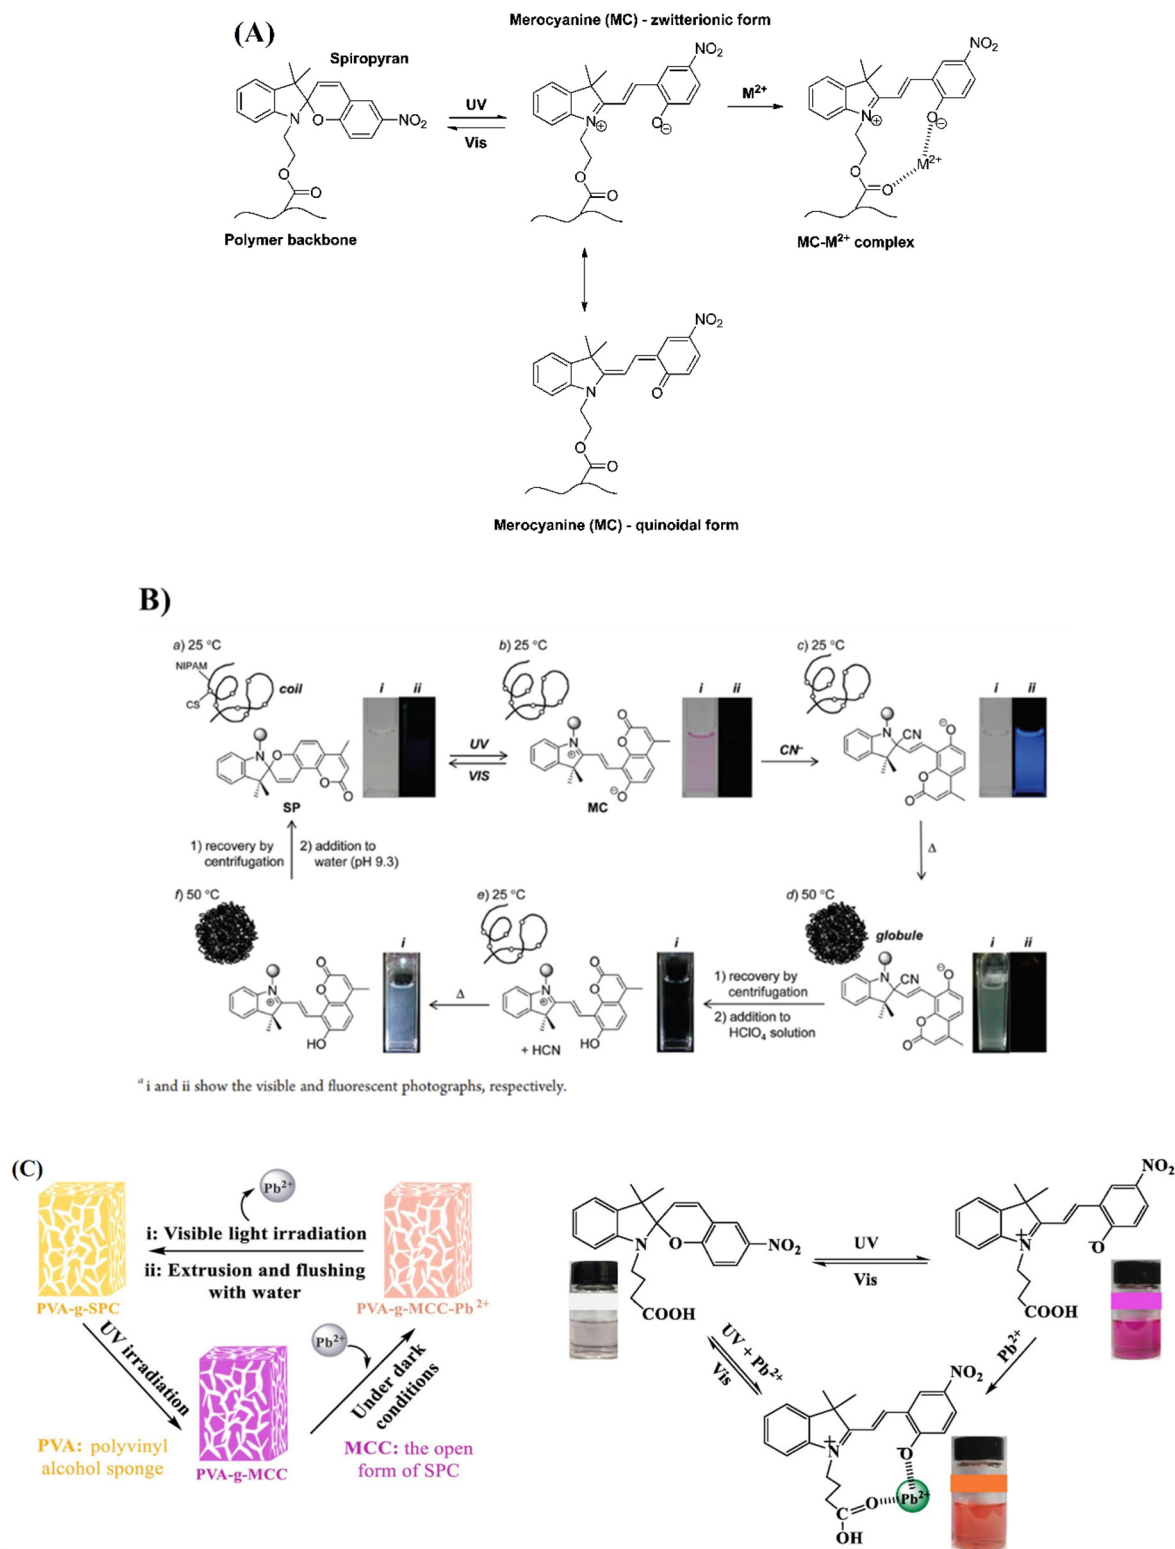 (A)
Merocyanine (MC) - zwitterionic form
Spiropyran
NO₂
NO₂
N
O
NO₂
UV
Vis
N
⊕
O
⊖
M²⁺
N
⊕
O
⊖
M²⁺
O
O
O
O
O
O
Polymer backbone
MC-M²⁺ complex
NO₂
N
O
O
O
Merocyanine (MC) - quinoidal form
B)
a) 25 °C
NIPAM
coil
CS
i
ii
N
O
O
O
SP
UV
VIS
b) 25 °C
i
ii
N
⊕
O
O
O
⊖
MC
CN⁻
c) 25 °C
i
ii
N
CN
O
⊖
O
O
Δ
1) recovery by
centrifugation
2) addition to
water (pH 9.3)
f) 50 °C
i
N
⊕
O
O
HO
Δ
e) 25 °C
i
N
⊕
O
O
HO
+ HCN
1) recovery by
centrifugation
2) addition to
HClO₄ solution
d) 50 °C
globule
i
ii
N
CN
O
⊖
O
O
ᵃ i and ii show the visible and fluorescent photographs, respectively.
(C)
Pb²⁺
i: Visible light irradiation
ii: Extrusion and flushing
with water
PVA-g-SPC
PVA-g-MCC-Pb²⁺
UV irradiation
Pb²⁺
Under dark
conditions
PVA: polyvinyl
alcohol sponge
PVA-g-MCC
MCC: the open
form of SPC
N
O
NO₂
COOH
UV
Vis
NO₂
N
+
O
-
COOH
UV + Pb²⁺
Vis
Pb²⁺
NO₂
N
+
O
-
Pb²⁺
C
O
OH